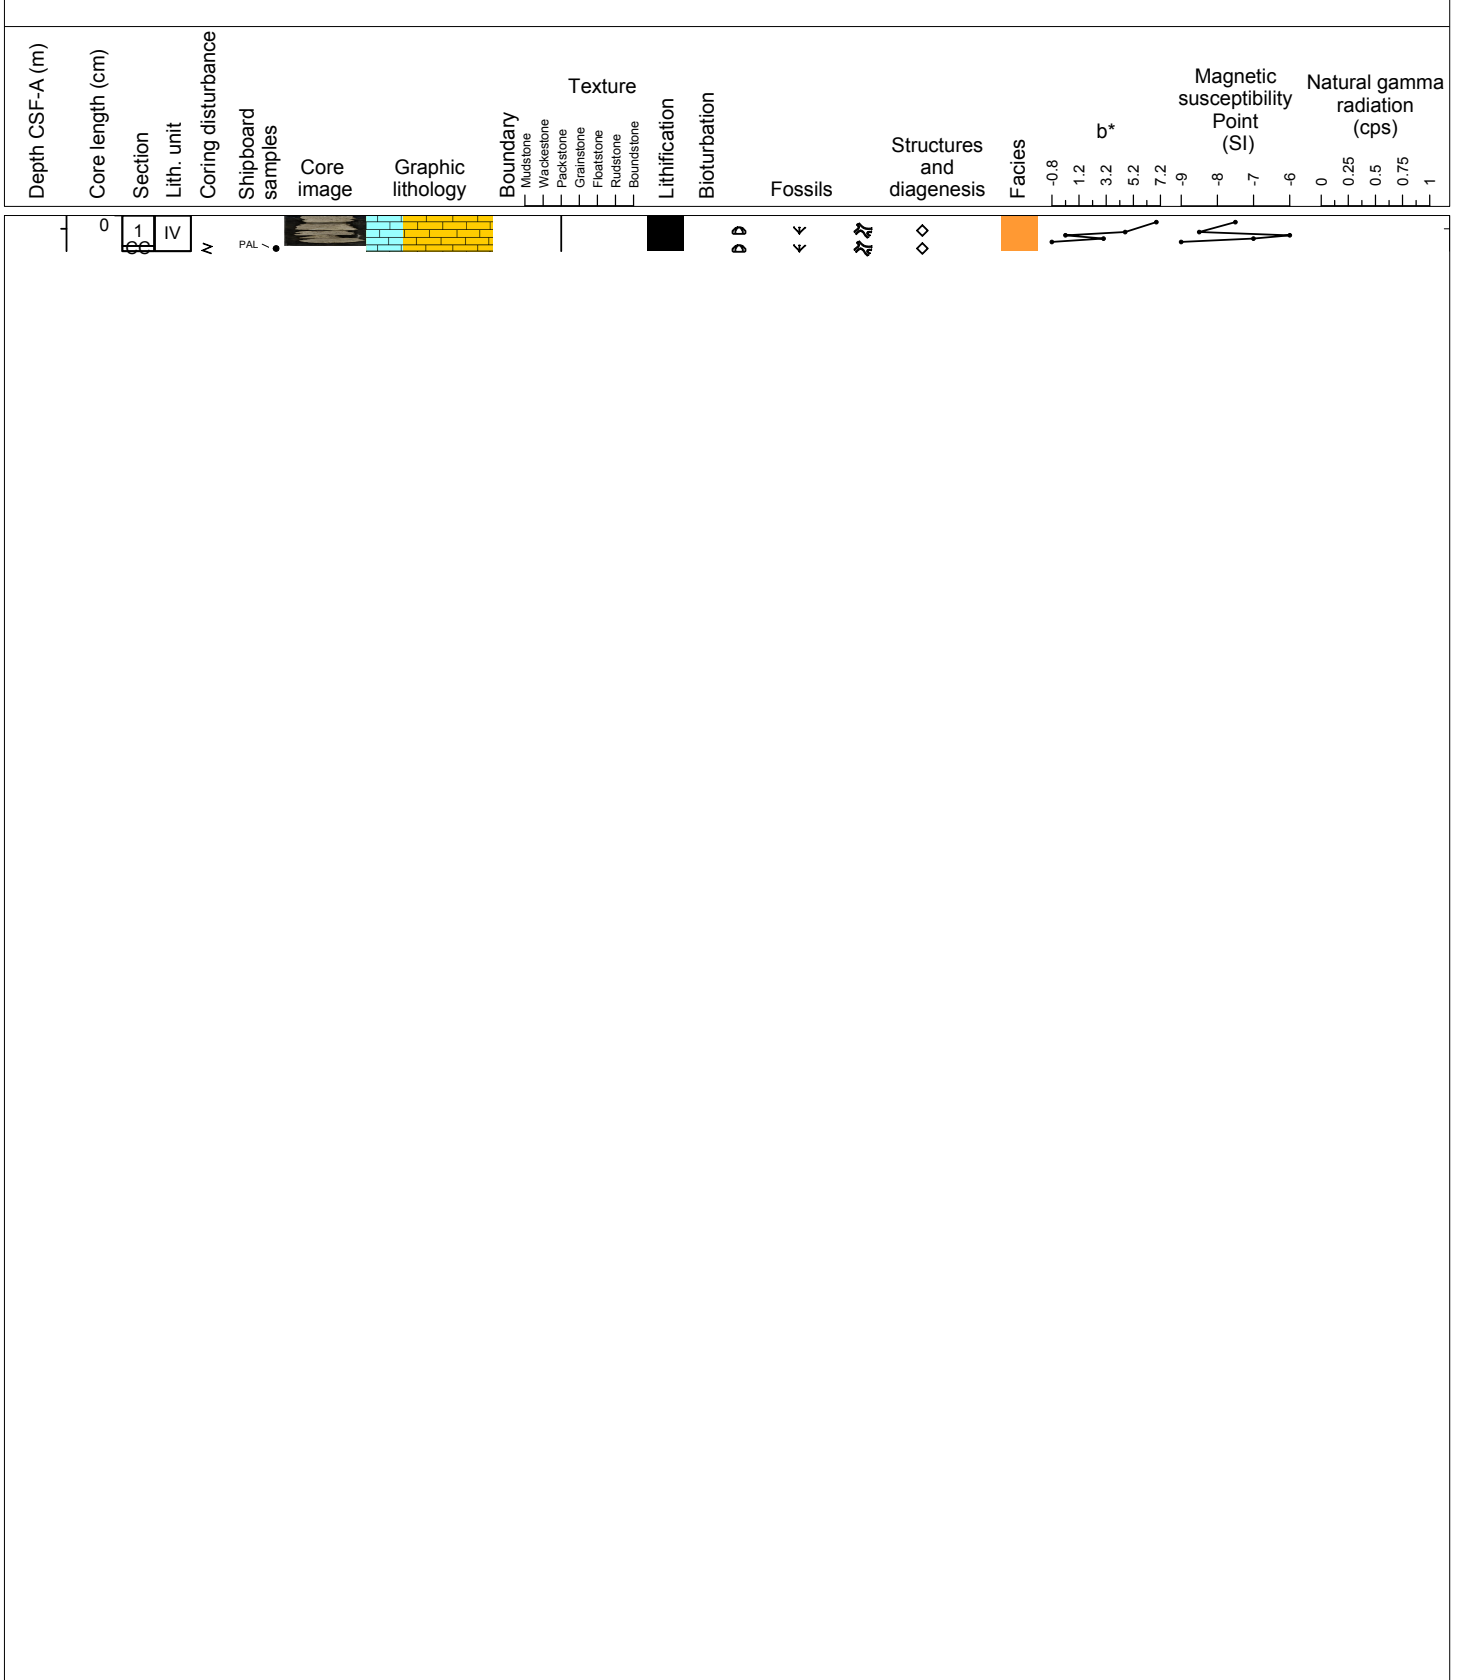 Depth CSF-A (m)
Core length (cm)
Section
Lith. unit
Coring disturbance
Shipboard
samples
Core
image
Graphic
lithology
Boundary
Texture
Mudstone
Wackestone
Packstone
Grainstone
Floatstone
Rudstone
Boundstone
Lithification
Bioturbation
Fossils
Structures
and
diagenesis
Facies
b*
-0.8
1.2
3.2
5.2
7.2
Magnetic
susceptibility
Point
(SI)
-9
-8
-7
-6
Natural gamma
radiation
(cps)
0
0.25
0.5
0.75
1
0
1
IV
CC
PAL